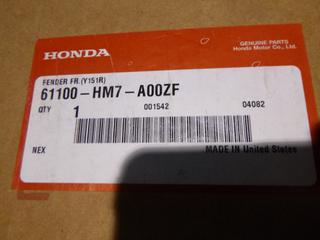 HONDA
GENUINE PARTS
Honda Motor Co., Ltd.
FENDER FR.(Y151R)
61100-HM7-A00ZF
QTY 1 001542 04082
NEX MADE IN United States